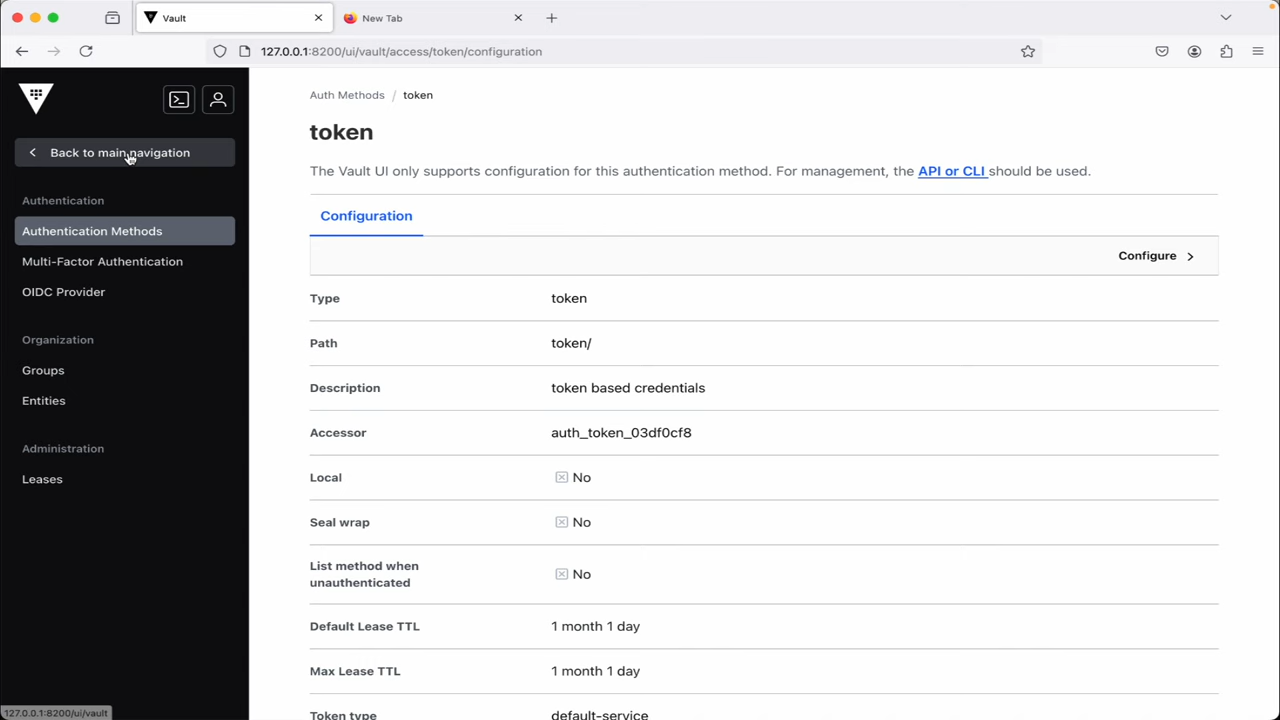 Vault
New Tab
127.0.0.1:8200/ui/vault/access/token/configuration
Back to main navigation
Authentication
Authentication Methods
Multi-Factor Authentication
OIDC Provider
Organization
Groups
Entities
Administration
Leases
127.0.0.1:8200/ui/vault
Auth Methods / token
token
The Vault UI only supports configuration for this authentication method. For management, the API or CLI should be used.
Configuration
Configure
Type token
Path token/
Description token based credentials
Accessor auth_token_03df0cf8
Local No
Seal wrap No
List method when
unauthenticated No
Default Lease TTL 1 month 1 day
Max Lease TTL 1 month 1 day
Token type default-service